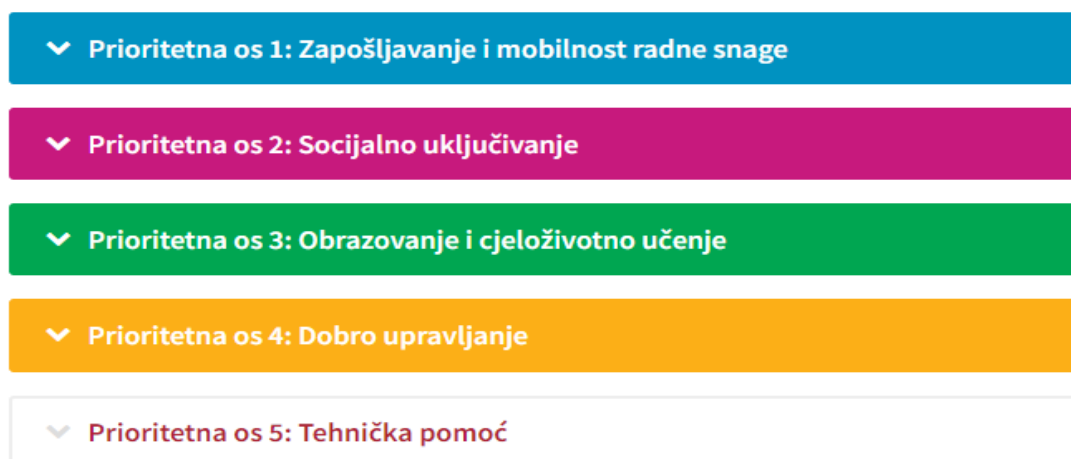 Prioritetna os 1: Zapošljavanje i mobilnost radne snage
Prioritetna os 2: Socijalno uključivanje
Prioritetna os 3: Obrazovanje i cjeloživotno učenje
Prioritetna os 4: Dobro upravljanje
Prioritetna os 5: Tehnička pomoć